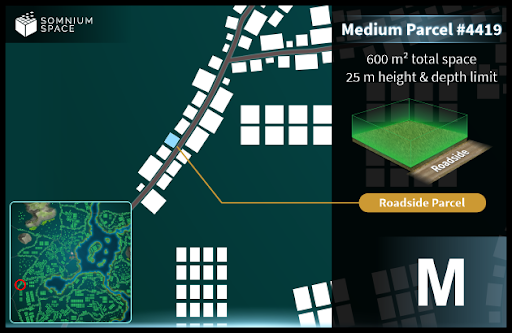 SOMNIUM
SPACE
Medium Parcel #4419
600 m² total space
25 m height & depth limit
Roadside
Roadside Parcel
M